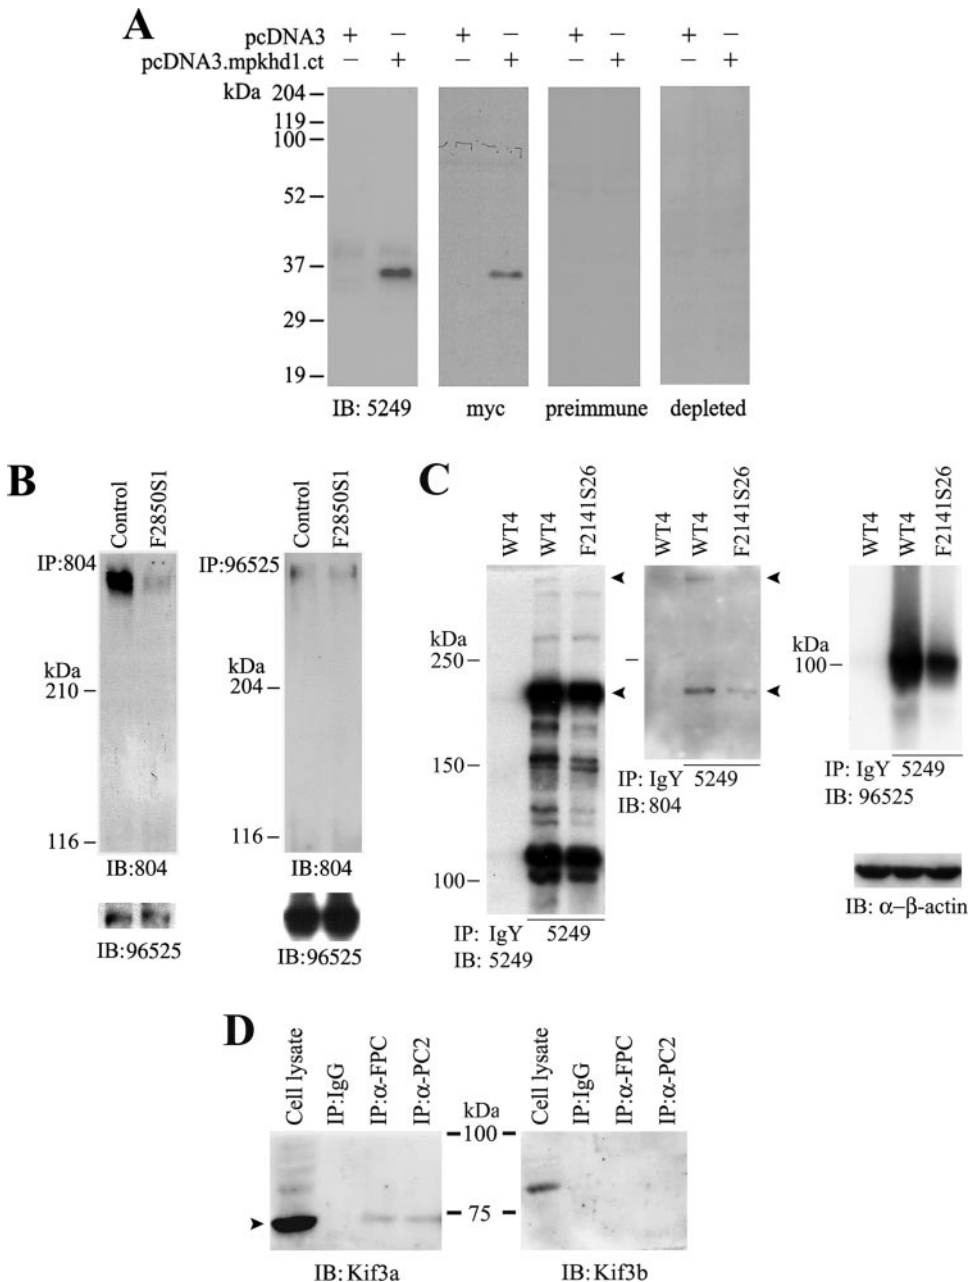 A
pcDNA3 + − + − + − + −
pcDNA3.mpkhd1.ct − + − + − + − +
kDa 204
119
100
52
37
29
19
IB: 5249 myc preimmune depleted
B
Control F2850S1
IP:804
kDa
210
116
IB:804
IB:96525
Control F2850S1
IP:96525
kDa
204
116
IB:804
IB:96525
C
WT4 WT4 F2141S26
kDa
250
150
100
IP: IgY 5249
IB: 5249
WT4 WT4 F2141S26
IP: IgY 5249
IB: 804
WT4 WT4 F2141S26
kDa
100
IP: IgY 5249
IB: 96525
IB: α−β-actin
D
Cell lysate IP:IgG IP:α-FPC IP:α-PC2
kDa
100
75
IB: Kif3a
Cell lysate IP:IgG IP:α-FPC IP:α-PC2
IB: Kif3b